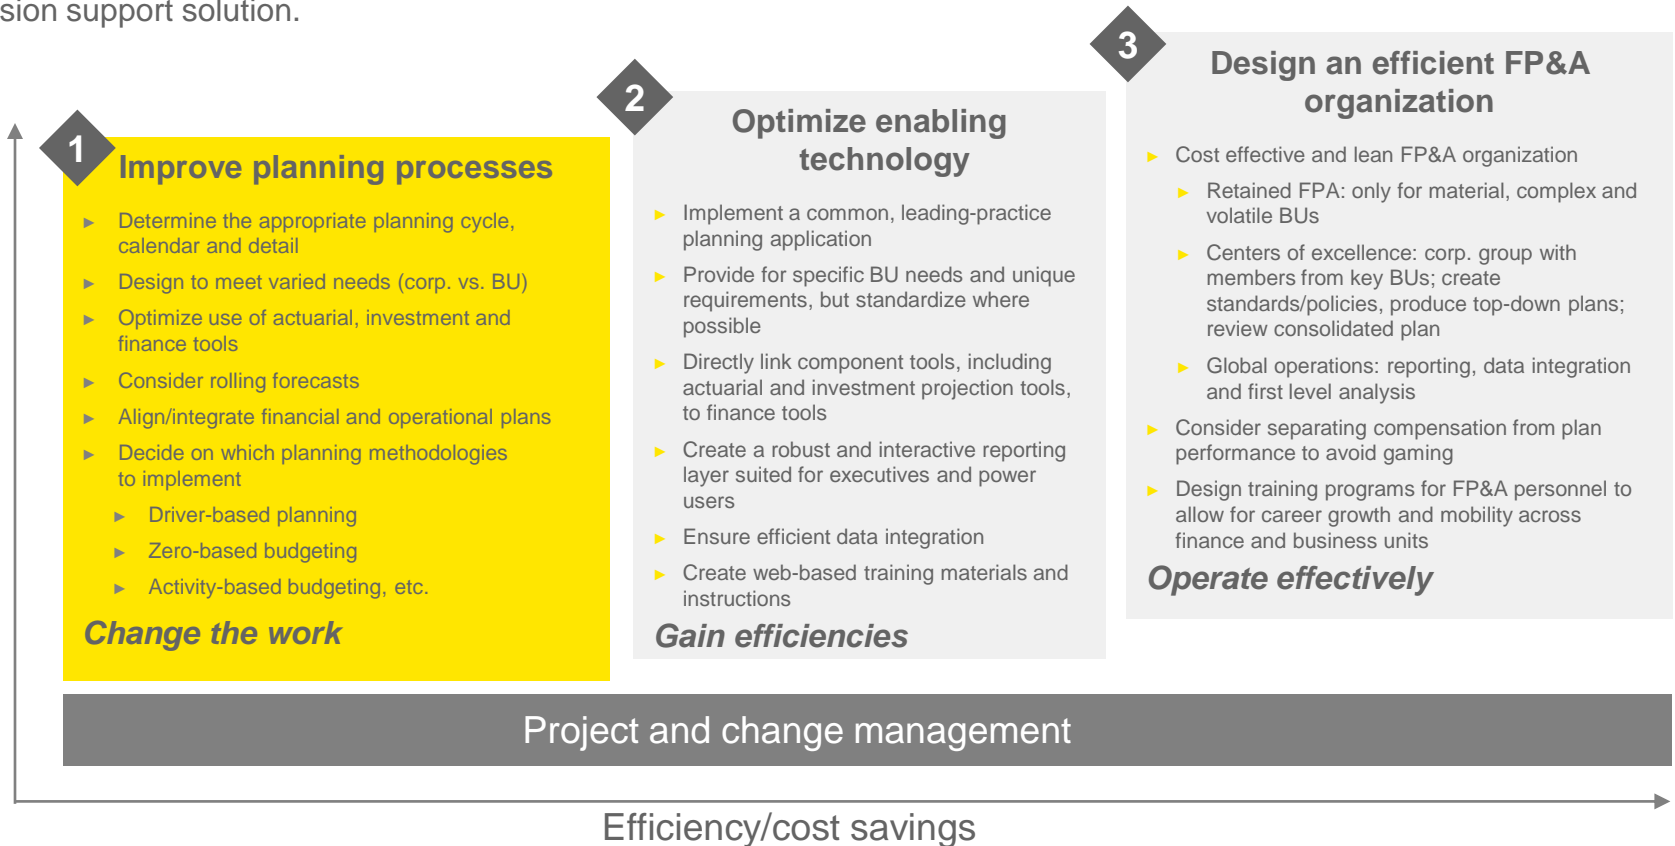 sion support solution.
1
Improve planning processes
► Determine the appropriate planning cycle,
calendar and detail
► Design to meet varied needs (corp. vs. BU)
► Optimize use of actuarial, investment and
finance tools
► Consider rolling forecasts
► Align/integrate financial and operational plans
► Decide on which planning methodologies
to implement
► Driver-based planning
► Zero-based budgeting
► Activity-based budgeting, etc.
Change the work
2
Optimize enabling
technology
► Implement a common, leading-practice
planning application
► Provide for specific BU needs and unique
requirements, but standardize where
possible
► Directly link component tools, including
actuarial and investment projection tools,
to finance tools
► Create a robust and interactive reporting
layer suited for executives and power
users
► Ensure efficient data integration
► Create web-based training materials and
instructions
Gain efficiencies
3
Design an efficient FP&A
organization
► Cost effective and lean FP&A organization
► Retained FPA: only for material, complex and
volatile BUs
► Centers of excellence: corp. group with
members from key BUs; create
standards/policies, produce top-down plans;
review consolidated plan
► Global operations: reporting, data integration
and first level analysis
► Consider separating compensation from plan
performance to avoid gaming
► Design training programs for FP&A personnel to
allow for career growth and mobility across
finance and business units
Operate effectively
Project and change management
Efficiency/cost savings